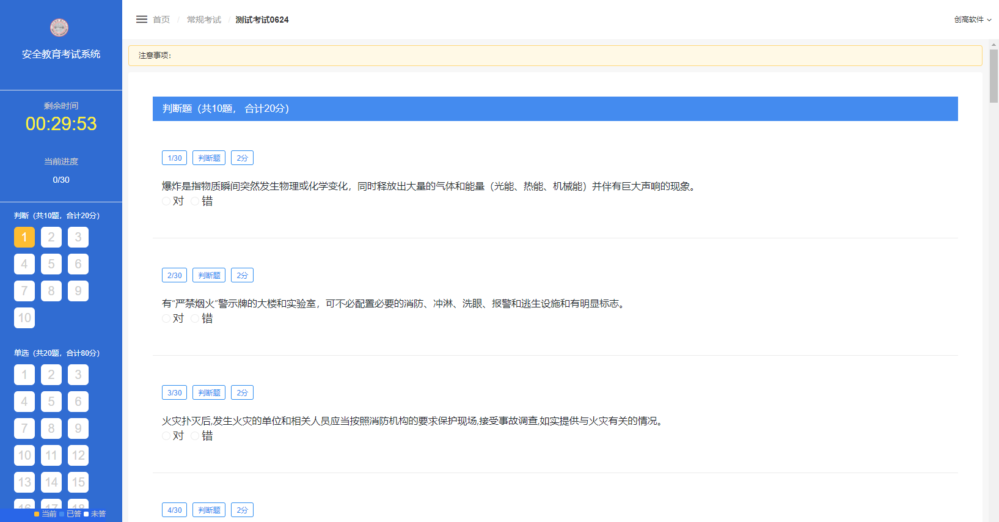 首页 / 常规考试 / 测试考试0624
创高软件
安全教育考试系统
剩余时间
00:29:53
当前进度
0/30
判断（共10题，合计20分）
1 2 3
4 5 6
7 8 9
10
单选（共20题，合计80分）
1 2 3
4 5 6
7 8 9
10 11 12
13 14 15
16 17 18
当前 已答 未答
注意事项：
判断题（共10题， 合计20分）
1/30 判断题 2分
爆炸是指物质瞬间突然发生物理或化学变化，同时释放出大量的气体和能量（光能、热能、机械能）并伴有巨大声响的现象。
对 错
2/30 判断题 2分
有“严禁烟火”警示牌的大楼和实验室，可不必配置必要的消防、冲淋、洗眼、报警和逃生设施和有明显标志。
对 错
3/30 判断题 2分
火灾扑灭后,发生火灾的单位和相关人员应当按照消防机构的要求保护现场,接受事故调查,如实提供与火灾有关的情况。
对 错
4/30 判断题 2分